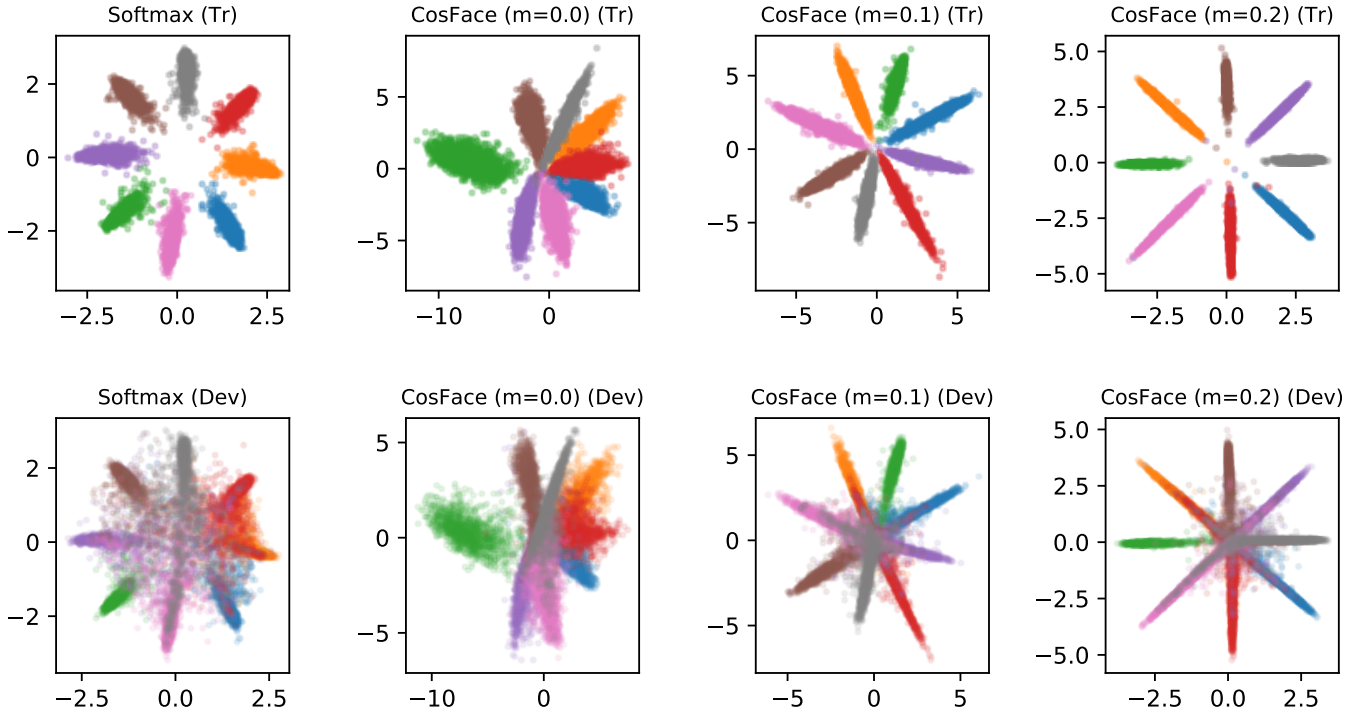 Softmax (Tr)
CosFace (m=0.0) (Tr)
CosFace (m=0.1) (Tr)
CosFace (m=0.2) (Tr)
2
0
−2
−2.5 0.0 2.5
5
0
−5
−10 0
5
0
−5
−5 0 5
5.0
2.5
0.0
−2.5
−5.0
−2.5 0.0 2.5
Softmax (Dev)
CosFace (m=0.0) (Dev)
CosFace (m=0.1) (Dev)
CosFace (m=0.2) (Dev)
2
0
−2
−2.5 0.0 2.5
5
0
−5
−10 0
5
0
−5
−5 0 5
5.0
2.5
0.0
−2.5
−5.0
−2.5 0.0 2.5